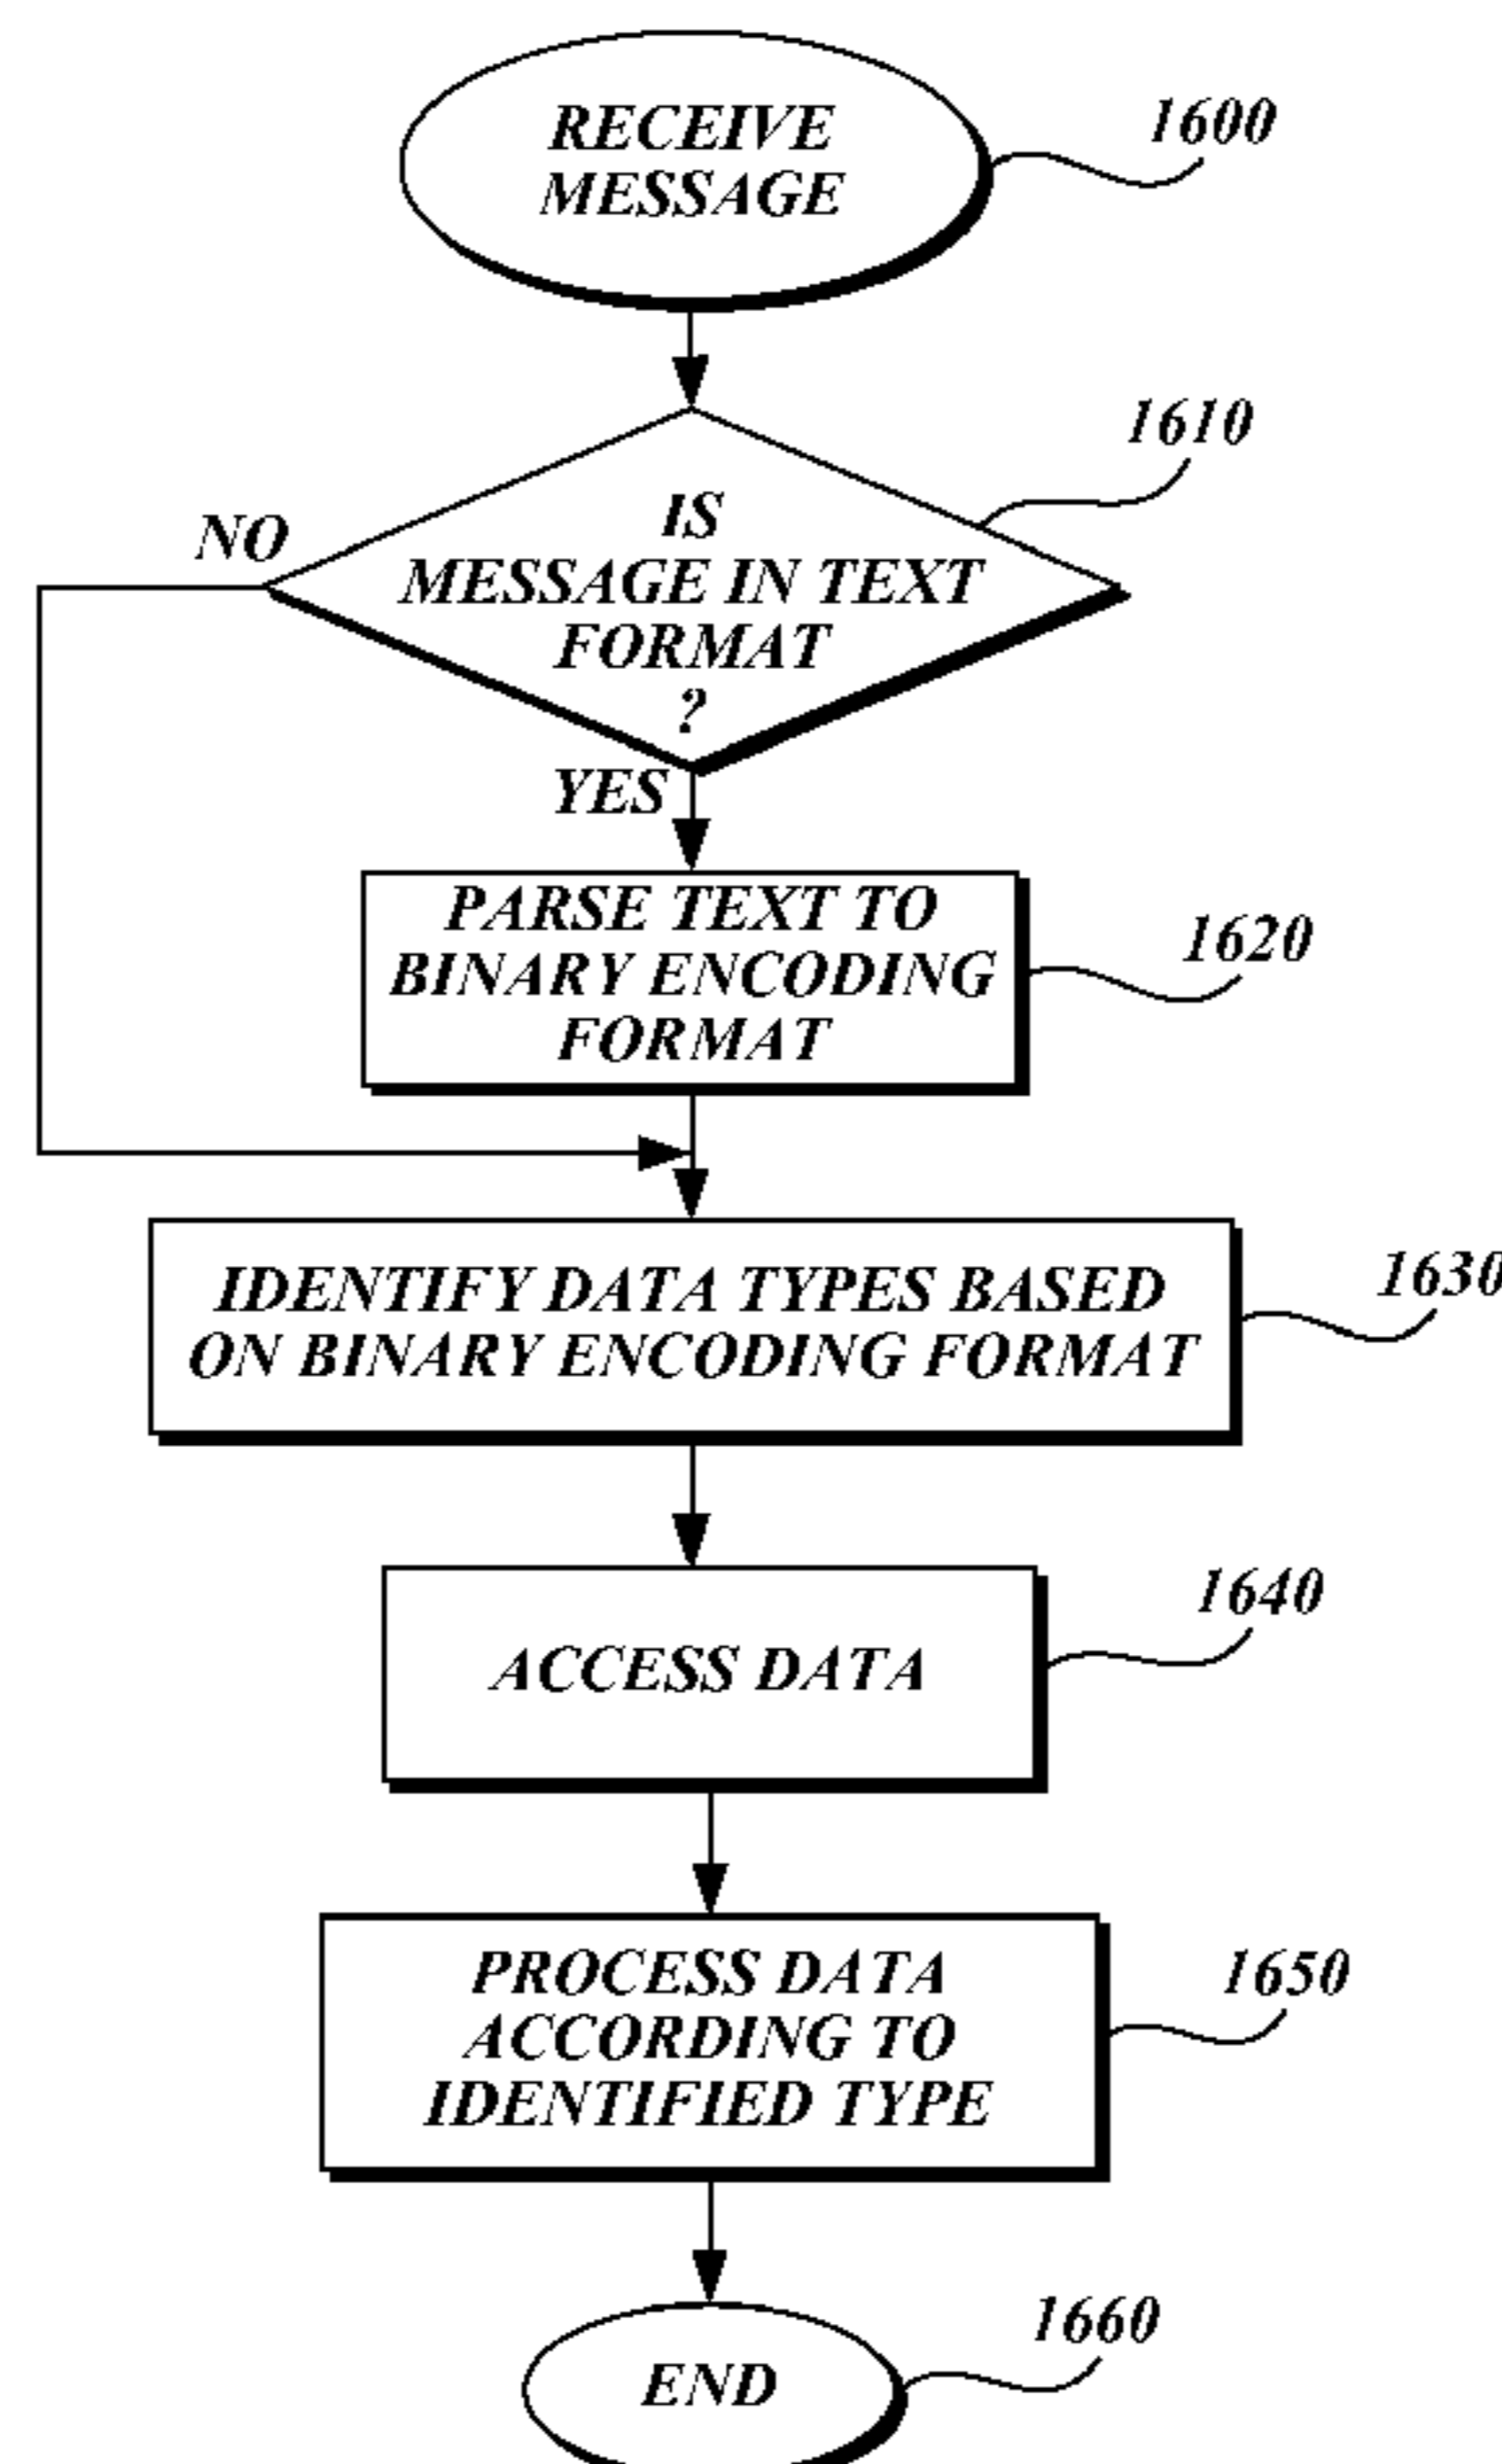 RECEIVE
MESSAGE
1600
1610
IS
MESSAGE IN TEXT
FORMAT
?
NO
YES
PARSE TEXT TO
BINARY ENCODING
FORMAT
1620
IDENTIFY DATA TYPES BASED
ON BINARY ENCODING FORMAT
1630
ACCESS DATA
1640
PROCESS DATA
ACCORDING TO
IDENTIFIED TYPE
1650
END
1660